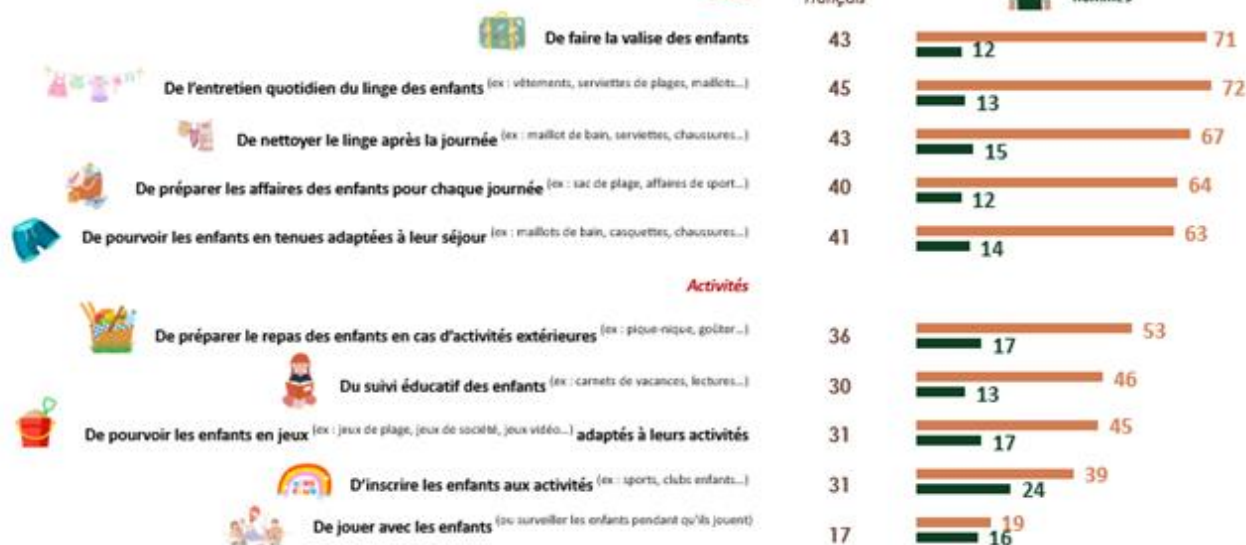 Français
hommes
De faire la valise des enfants 43 71 12
De l'entretien quotidien du linge des enfants (ex : vêtements, serviettes de plages, maillots...) 45 72 13
De nettoyer le linge après la journée (ex : maillot de bain, serviettes, chaussures...) 43 67 15
De préparer les affaires des enfants pour chaque journée (ex : sac de plage, affaires de sport...) 40 64 12
De pourvoir les enfants en tenues adaptées à leur séjour (ex : maillots de bain, casquettes, chaussures...) 41 63 14
Activités
De préparer le repas des enfants en cas d'activités extérieures (ex : pique-nique, goûter...) 36 53 17
Du suivi éducatif des enfants (ex : carnets de vacances, lectures...) 30 46 13
De pourvoir les enfants en jeux (ex : jeux de plage, jeux de société, jeux vidéo...) adaptés à leurs activités 31 45 17
D'inscrire les enfants aux activités (ex : sports, clubs enfants...) 31 39 24
De jouer avec les enfants (ou surveiller les enfants pendant qu'ils jouent) 17 19 16